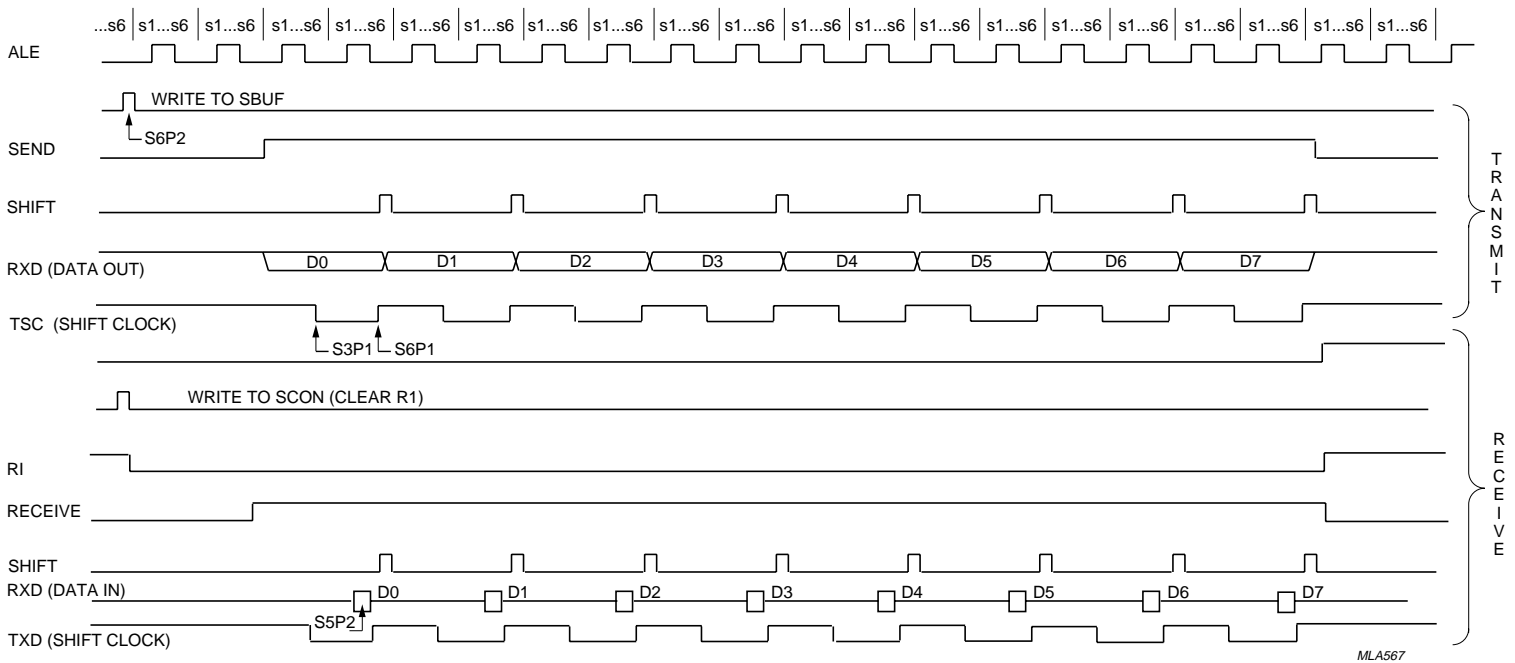 ...s6 s1...s6 s1...s6 s1...s6 s1...s6 s1...s6 s1...s6 s1...s6 s1...s6 s1...s6 s1...s6 s1...s6 s1...s6 s1...s6 s1...s6 s1...s6 s1...s6 s1...s6 s1...s6 s1...s6 s1...s6
ALE
WRITE TO SBUF
S6P2
SEND
SHIFT
RXD (DATA OUT) D0 D1 D2 D3 D4 D5 D6 D7
TSC (SHIFT CLOCK)
S3P1 S6P1
TRANSMIT
WRITE TO SCON (CLEAR R1)
RI
RECEIVE
SHIFT
RXD (DATA IN) D0 D1 D2 D3 D4 D5 D6 D7
S5P2
TXD (SHIFT CLOCK)
RECEIVE
MLA567